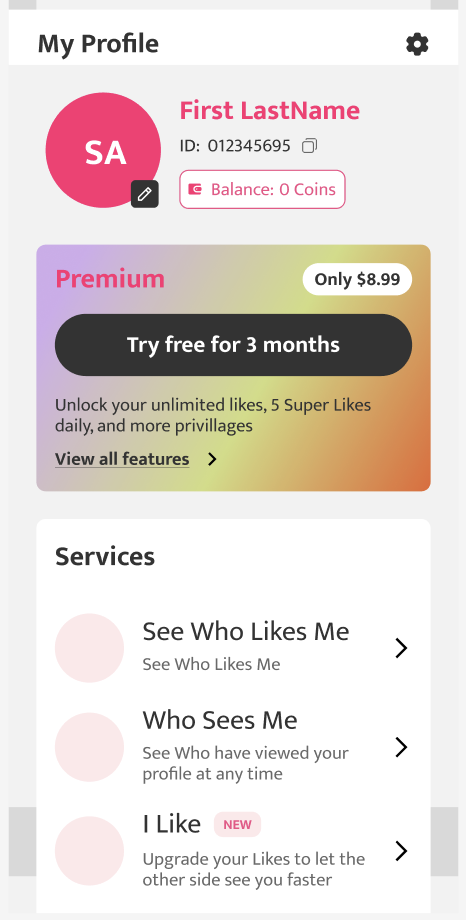 My Profile
SA
First LastName
ID: 012345695
Balance: 0 Coins
Premium
Only $8.99
Try free for 3 months
Unlock your unlimited likes, 5 Super Likes
daily, and more privillages
View all features
Services
See Who Likes Me
See Who Likes Me
Who Sees Me
See Who have viewed your
profile at any time
I Like NEW
Upgrade your Likes to let the
other side see you faster